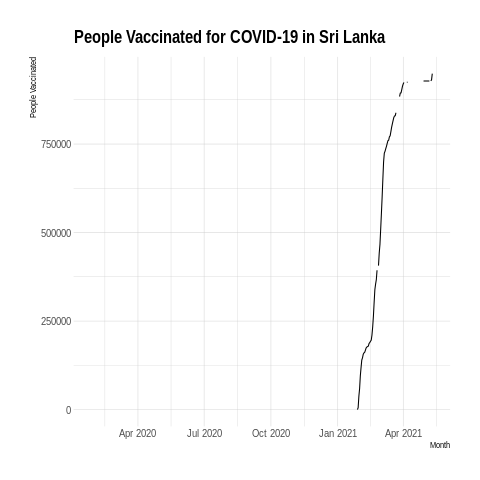 People Vaccinated for COVID-19 in Sri Lanka
People Vaccinated
750000
500000
250000
0
Apr 2020 Jul 2020 Oct 2020 Jan 2021 Apr 2021
Month